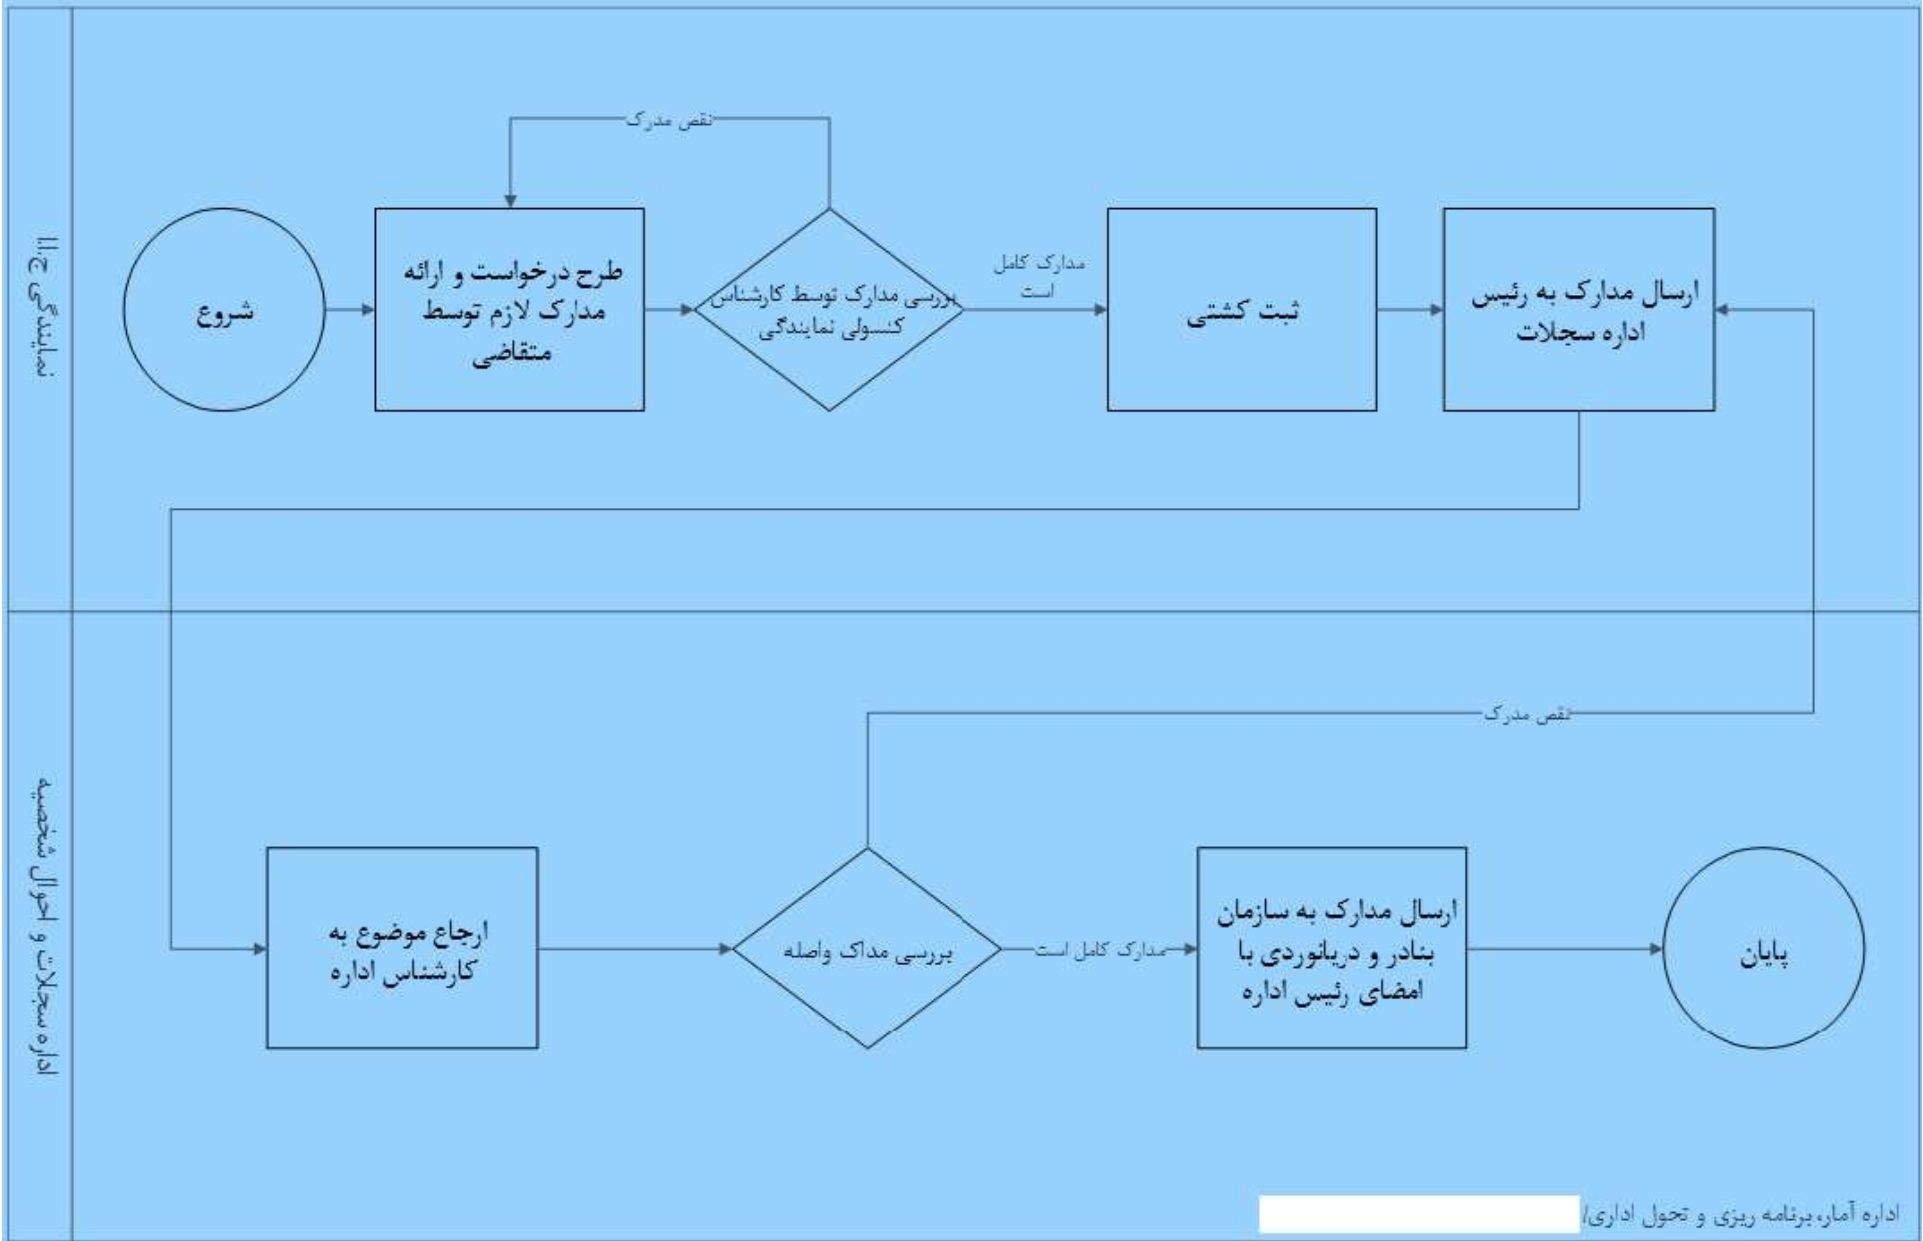 نمایندگی ج.ا.ا
نقص مدرک
شروع
طرح درخواست و ارائه
مدارک لازم توسط
متقاضی
بررسی مدارک توسط کارشناس
کنسولی نمایندگی
مدارک کامل
است
ثبت کشتی
ارسال مدارک به رئیس
اداره سجلات
اداره سجلات و احوال شخصیه
نقص مدرک
ارجاع موضوع به
کارشناس اداره
بررسی مداک واصله
مدارک کامل است
ارسال مدارک به سازمان
بنادر و دریانوردی با
امضای رئیس اداره
پایان
اداره آمار، برنامه ریزی و تحول اداری/